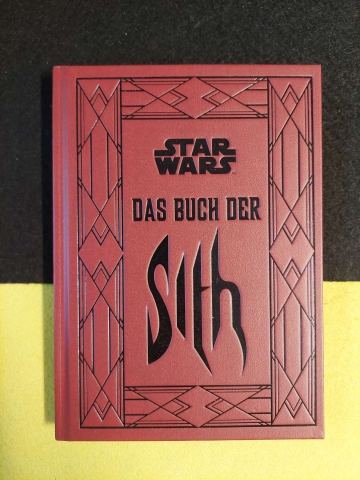 STAR
WARS
DAS BUCH DER
Sith